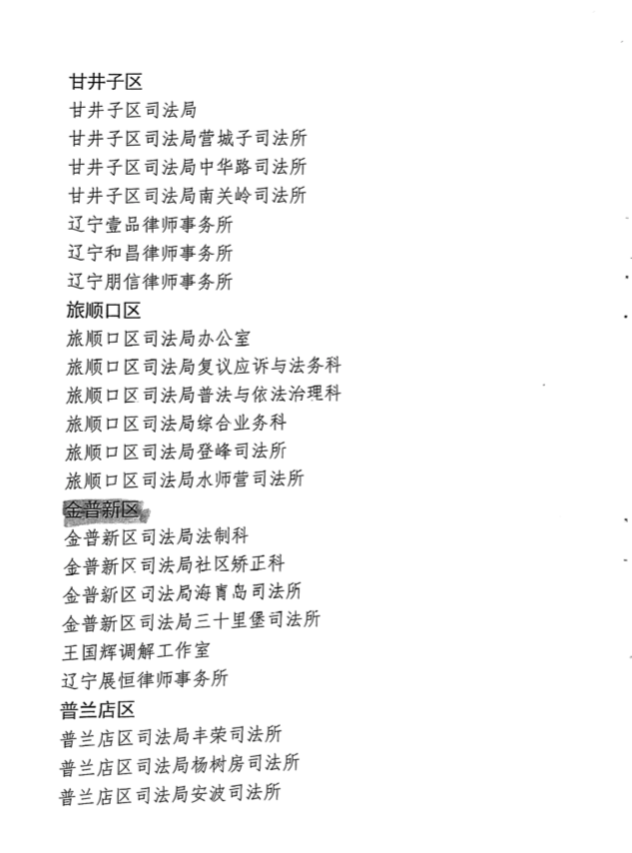 甘井子区
甘井子区司法局
甘井子区司法局营城子司法所
甘井子区司法局中华路司法所
甘井子区司法局南关岭司法所
辽宁壹品律师事务所
辽宁和昌律师事务所
辽宁朋信律师事务所
旅顺口区
旅顺口区司法局办公室
旅顺口区司法局复议应诉与法务科
旅顺口区司法局普法与依法治理科
旅顺口区司法局综合业务科
旅顺口区司法局登峰司法所
旅顺口区司法局水师营司法所
金普新区
金普新区司法局法制科
金普新区司法局社区矫正科
金普新区司法局海青岛司法所
金普新区司法局三十里堡司法所
王国辉调解工作室
辽宁展恒律师事务所
普兰店区
普兰店区司法局丰荣司法所
普兰店区司法局杨树房司法所
普兰店区司法局安波司法所